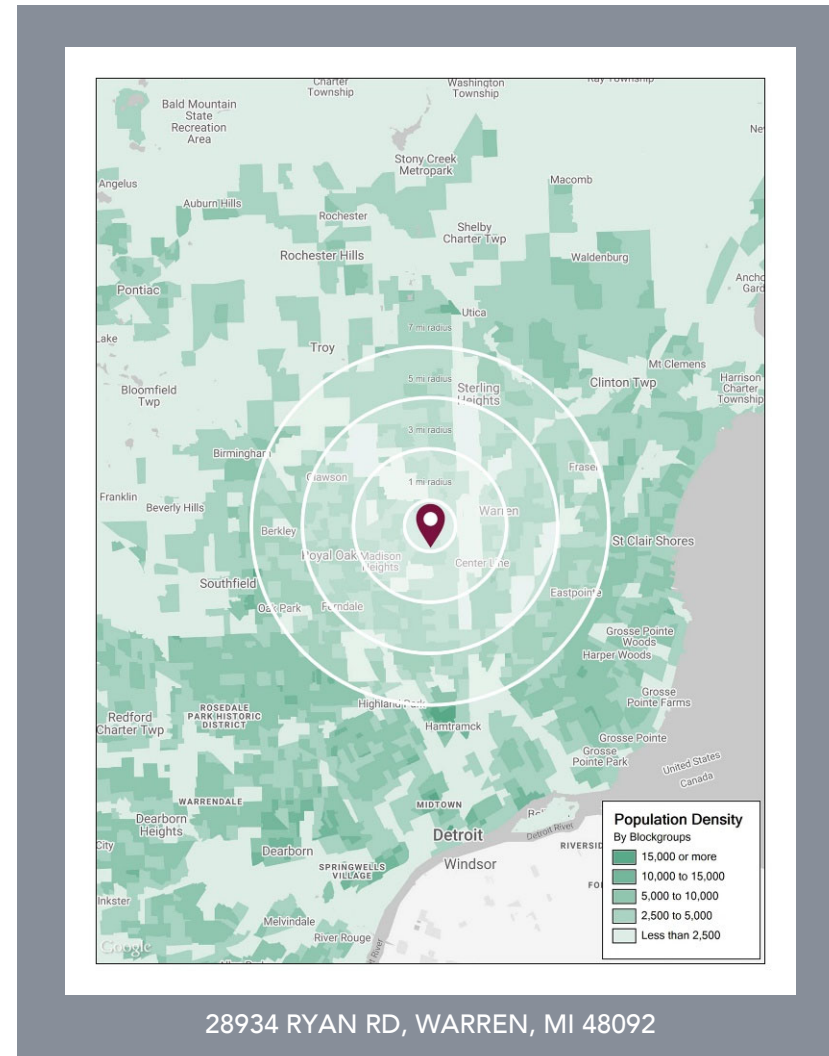 Charter
Township
Washington
Township
Ray Township
Bald Mountain
State
Recreation
Area
Stony Creek
Metropark
Angelus
Macomb
Auburn Hills
Rochester
Shelby
Charter Twp
Rochester Hills
Waldenburg
Pontiac
Utica
7 mi radius
Lake
Troy
Mt Clemens
5 mi radius
Bloomfield
Twp
Sterling
Heights
Clinton Twp
Harrison
Charter
Township
3 mi radius
Birmingham
Clawson
1 mi radius
Fraser
Franklin
Beverly Hills
Warren
Berkley
St Clair Shores
Royal Oak
Madison
Heights
Center Line
Southfield
Eastpointe
Oak Park
Ferndale
Grosse Pointe
Woods
Harper Woods
Grosse
Pointe Farms
Highland Park
ROSEDALE
PARK HISTORIC
DISTRICT
Redford
Charter Twp
Hamtramck
Grosse Pointe
Grosse
Pointe Park
United States
Canada
WARRENDALE
MIDTOWN
Dearborn
Heights
Detroit
Detroit River
City
Dearborn
Windsor
SPRINGWELLS
VILLAGE
Inkster
Melvindale
River Rouge
Google
Population Density
By Blockgroups
15,000 or more
10,000 to 15,000
5,000 to 10,000
2,500 to 5,000
Less than 2,500
28934 RYAN RD, WARREN, MI 48092